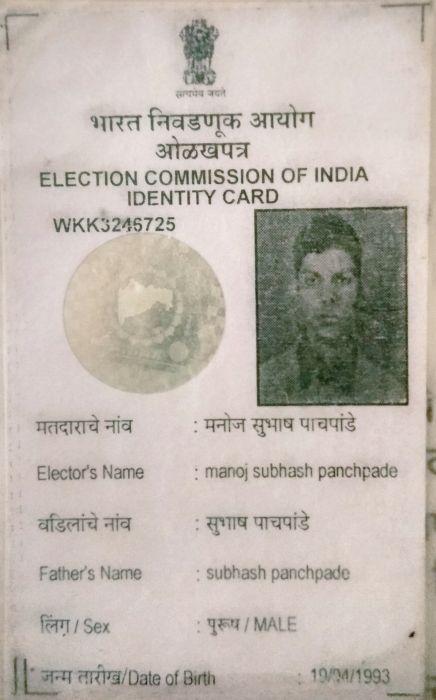 सत्यमेव जयते
भारत निवडणूक आयोग
ओळखपत्र
ELECTION COMMISSION OF INDIA
IDENTITY CARD
WKK3246725
मतदाराचे नांव : मनोज सुभाष पाचपांडे
Elector's Name : manoj subhash panchpade
वडिलांचे नांव : सुभाष पाचपांडे
Father's Name : subhash panchpade
लिंग / Sex : पुरूष / MALE
जन्म तारीख/Date of Birth :